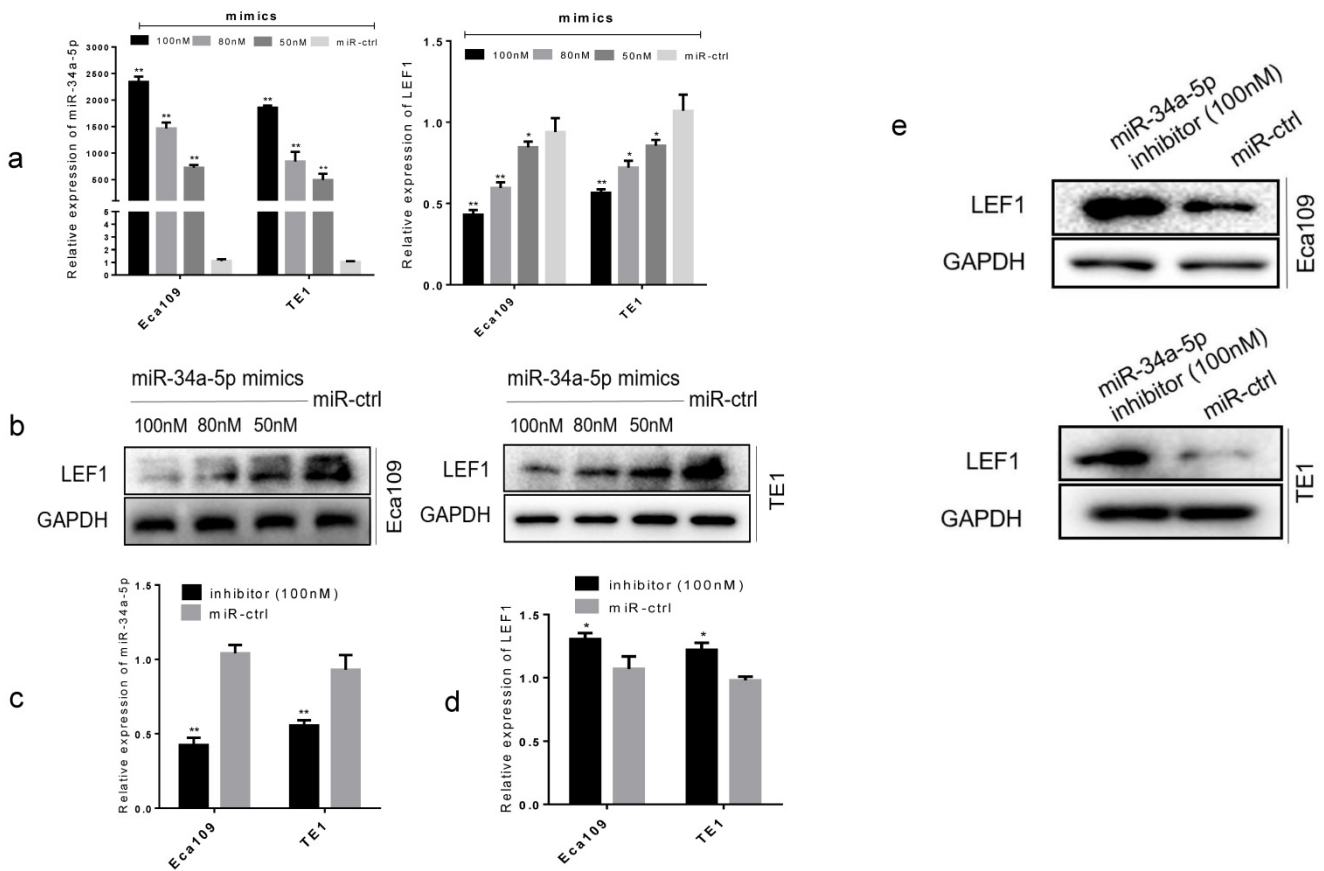 mimics
100nM 80nM 50nM miR-ctrl
Relative expression of miR-34a-5p
3000
2500
2000
1500
1000
500
5
4
3
2
1
0
** ** ** ** ** **
Eca109 TE1
a
mimics
100nM 80nM 50nM miR-ctrl
Relative expression of LEF1
1.5
1.0
0.5
0.0
** ** * ** * *
Eca109 TE1
b
miR-34a-5p mimics
miR-ctrl
100nM 80nM 50nM
LEF1
GAPDH
Eca109
miR-34a-5p mimics
miR-ctrl
100nM 80nM 50nM
LEF1
GAPDH
TE1
c
inhibitor (100nM)
miR-ctrl
Relative expression of miR-34a-5p
1.5
1.0
0.5
0.0
** **
Eca109 TE1
d
inhibitor (100nM)
miR-ctrl
Relative expression of LEF1
1.5
1.0
0.5
0.0
* *
Eca109 TE1
e
miR-34a-5p
inhibitor (100nM)
miR-ctrl
LEF1
GAPDH
Eca109
miR-34a-5p
inhibitor (100nM)
miR-ctrl
LEF1
GAPDH
TE1